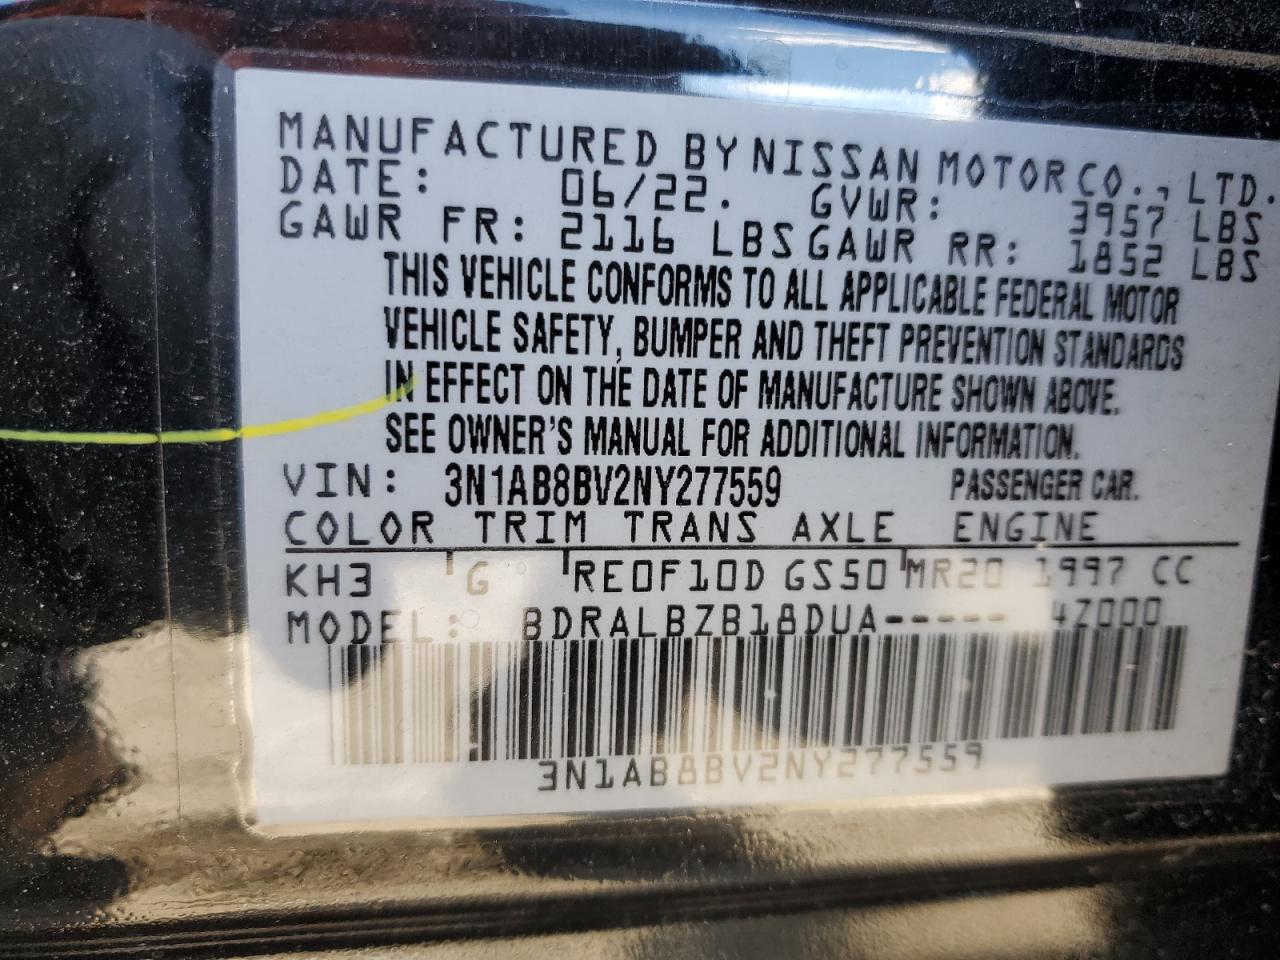 MANUFACTURED BY NISSAN MOTOR CO., LTD.
DATE: 06/22. GVWR: 3957 LBS
GAWR FR: 2116 LBS GAWR RR: 1852 LBS
THIS VEHICLE CONFORMS TO ALL APPLICABLE FEDERAL MOTOR
VEHICLE SAFETY, BUMPER AND THEFT PREVENTION STANDARDS
IN EFFECT ON THE DATE OF MANUFACTURE SHOWN ABOVE.
SEE OWNER'S MANUAL FOR ADDITIONAL INFORMATION.
VIN: 3N1AB8BV2NY277559 PASSENGER CAR.
COLOR TRIM TRANS AXLE ENGINE
KH3 G RE0F10D GS50 MR20 1997 CC
MODEL: BDRALBZB18DUA----- 4Z000
3N1AB8BV2NY277559